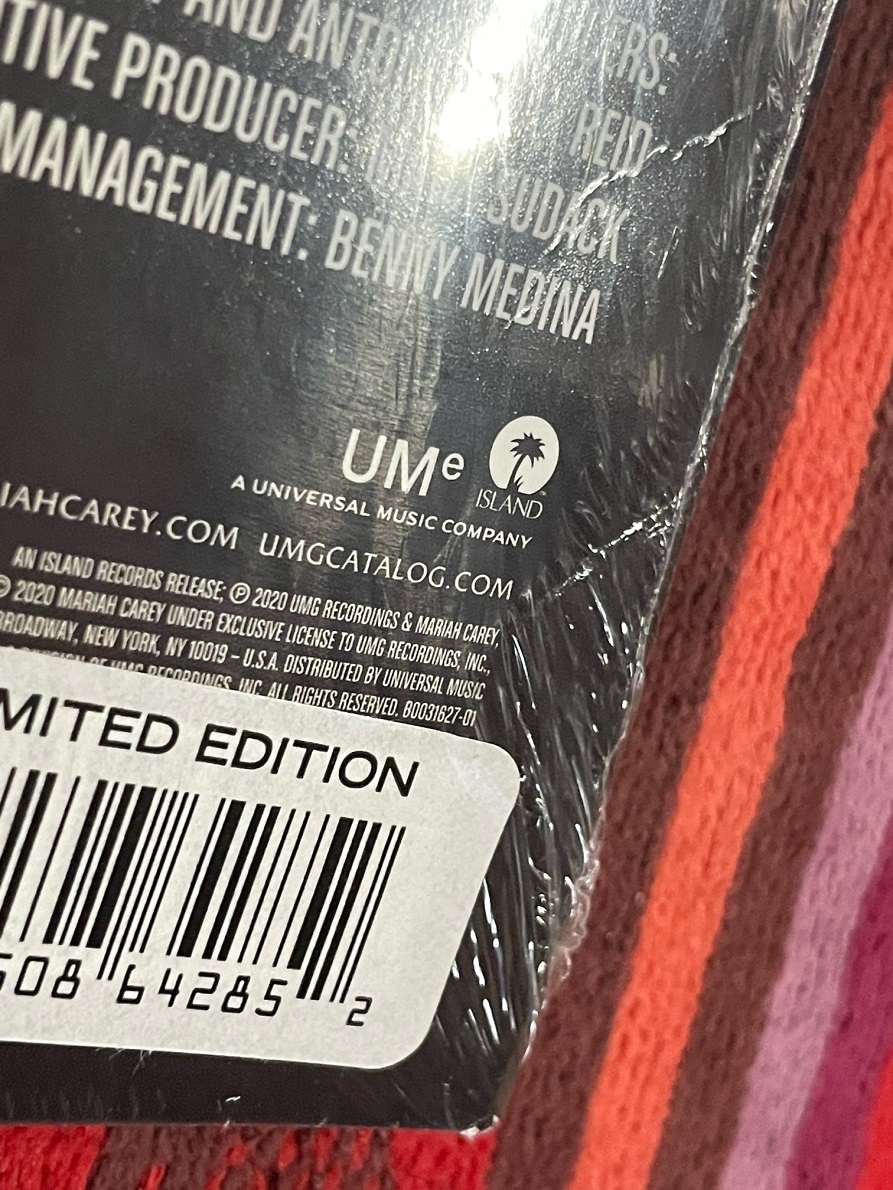 AND ANTO ERS:
TIVE PRODUCER: REID
SUDACK
MANAGEMENT: BENNY MEDINA
UMe
A UNIVERSAL MUSIC COMPANY
ISLAND
IAHCAREY.COM UMGCATALOG.COM
AN ISLAND RECORDS RELEASE; ℗ 2020 UMG RECORDINGS & MARIAH CAREY,
© 2020 MARIAH CAREY UNDER EXCLUSIVE LICENSE TO UMG RECORDINGS, INC.,
BROADWAY, NEW YORK, NY 10019 – U.S.A. DISTRIBUTED BY UNIVERSAL MUSIC
OF UMG RECORDINGS, INC. ALL RIGHTS RESERVED. B0031627-01
MITED EDITION
508 64285 2